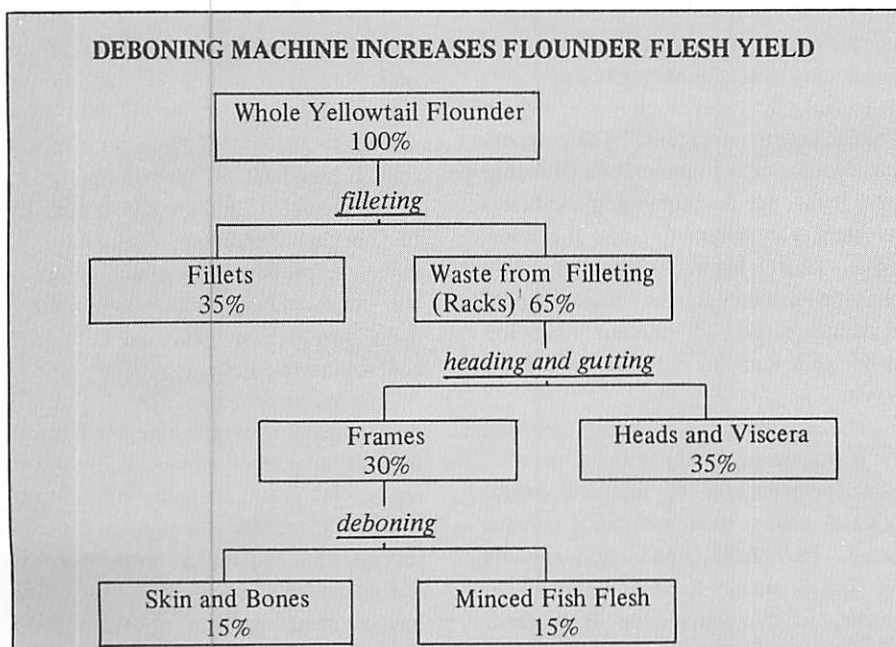 DEBONING MACHINE INCREASES FLOUNDER FLESH YIELD
Whole Yellowtail Flounder
100%
filleting
Fillets
35%
Waste from Filleting
(Racks)¹ 65%
heading and gutting
Frames
30%
Heads and Viscera
35%
deboning
Skin and Bones
15%
Minced Fish Flesh
15%